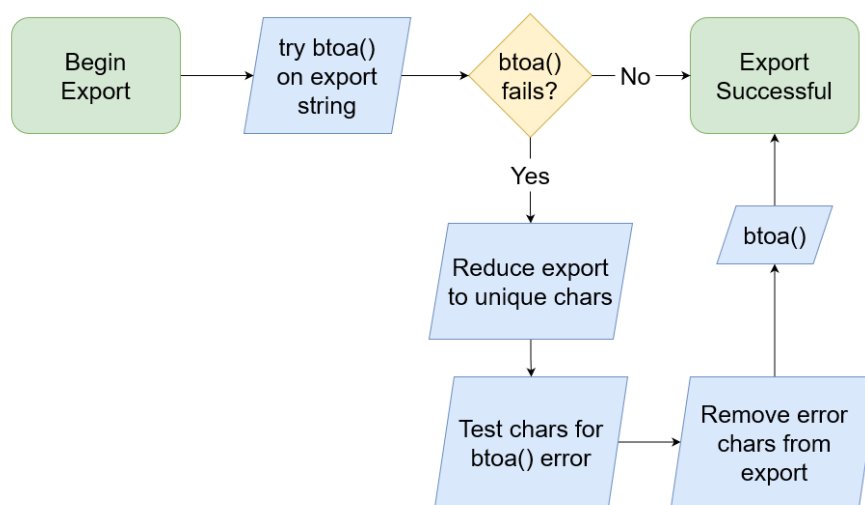 Begin
Export
try btoa()
on export
string
btoa()
fails?
No
Export
Successful
Yes
Reduce export
to unique chars
Test chars for
btoa() error
Remove error
chars from
export
btoa()